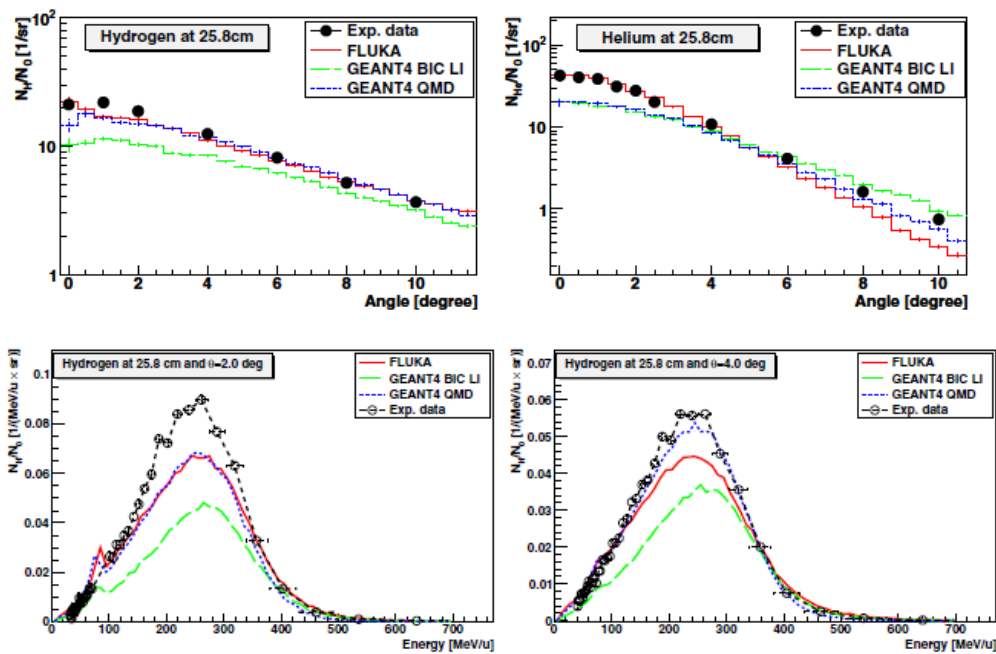 Hydrogen at 25.8cm
Exp. data
FLUKA
GEANT4 BIC LI
GEANT4 QMD
N_H/N_0 [1/sr]
10²
10
1
0 2 4 6 8 10
Angle [degree]
Helium at 25.8cm
Exp. data
FLUKA
GEANT4 BIC LI
GEANT4 QMD
N_He/N_0 [1/sr]
10²
10
1
0 2 4 6 8 10
Angle [degree]
Hydrogen at 25.8 cm and θ=2.0 deg
FLUKA
GEANT4 BIC LI
GEANT4 QMD
Exp. data
N_H/N_0 [1/(MeV/u × sr)]
0.1
0.08
0.06
0.04
0.02
0
0 100 200 300 400 500 600 700
Energy [MeV/u]
Hydrogen at 25.8 cm and θ=4.0 deg
FLUKA
GEANT4 BIC LI
GEANT4 QMD
Exp. data
N_H/N_0 [1/(MeV/u × sr)]
0.07
0.06
0.05
0.04
0.03
0.02
0.01
0
0 100 200 300 400 500 600 700
Energy [MeV/u]